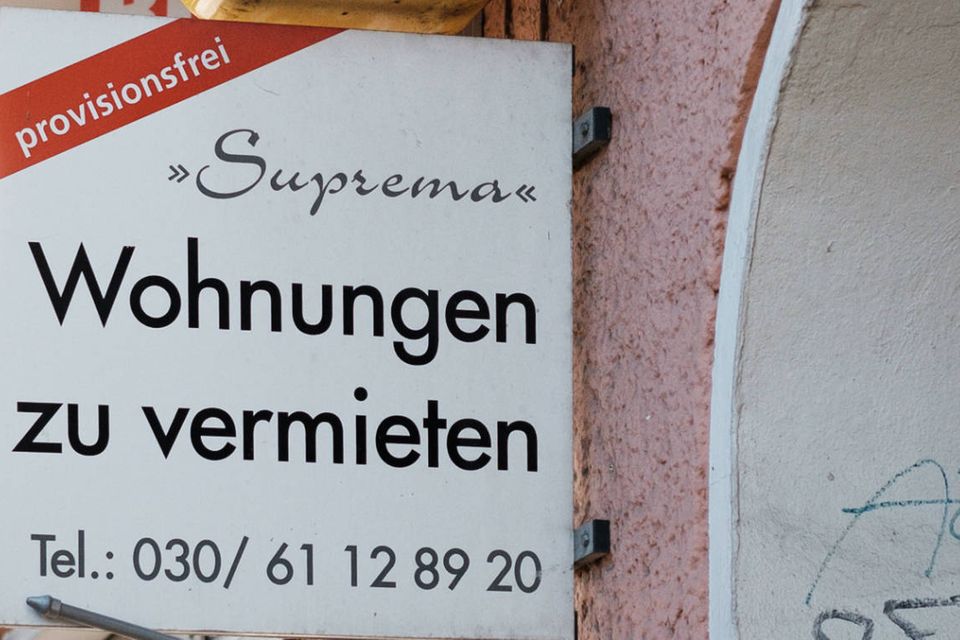 provisionsfrei
»Suprema«
Wohnungen
zu vermieten
Tel.: 030/ 61 12 89 20